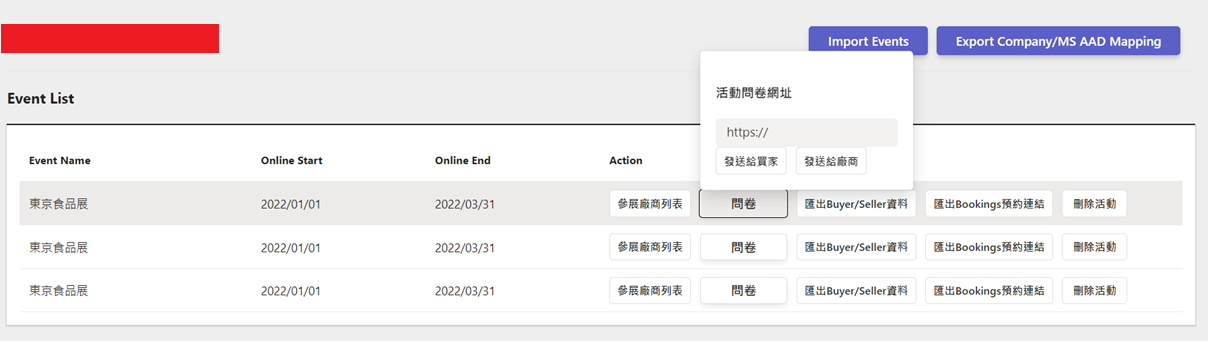 Import Events
Export Company/MS AAD Mapping
活動問卷網址
Event List
https://
發送給買家 發送給廠商
Event Name Online Start Online End Action
東京食品展 2022/01/01 2022/03/31 參展廠商列表 問卷 匯出Buyer/Seller資料 匯出Bookings預約連結 刪除活動
東京食品展 2022/01/01 2022/03/31 參展廠商列表 問卷 匯出Buyer/Seller資料 匯出Bookings預約連結 刪除活動
東京食品展 2022/01/01 2022/03/31 參展廠商列表 問卷 匯出Buyer/Seller資料 匯出Bookings預約連結 刪除活動